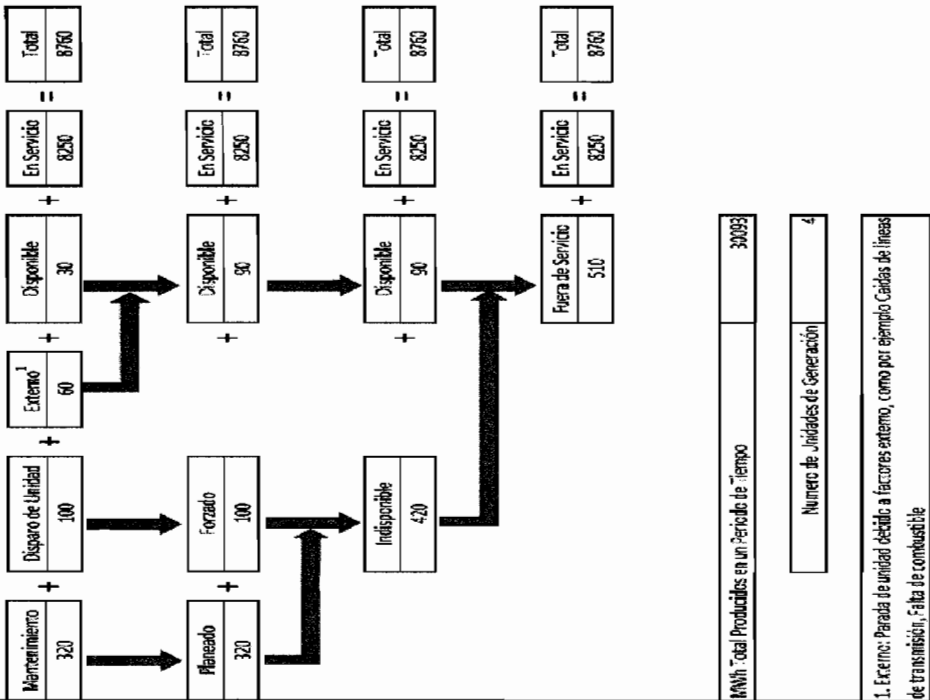 Mantenimiento + Disparo de Unidad + Externo¹ + Disponible + En Servicio = Total
320 100 60 30 8250 8760
Planeado + Forzado + Disponible + En Servicio = Total
320 100 90 8250 8760
Indisponible + Disponible + En Servicio = Total
420 90 8250 8760
Fuera de Servicio + En Servicio = Total
510 8250 8760
MWh Total Producidos en un Periodo de Tiempo 30093
Numero de Unidades de Generación 4
1. Externo: Parada de unidad debido a factores externo, como por ejemplo Caidas de lineas
de transmisión, Falta de combustible